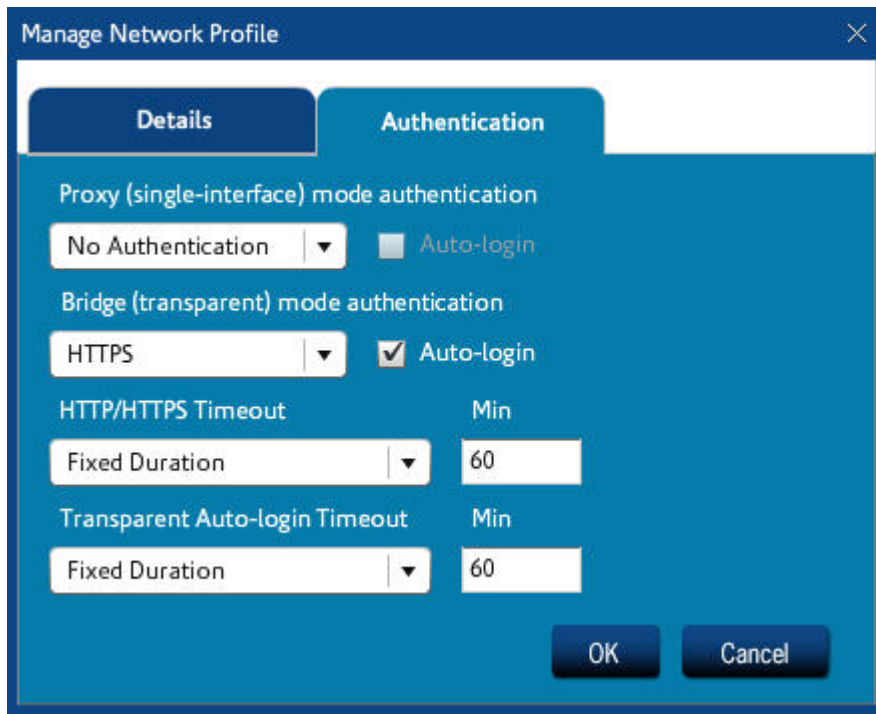 Manage Network Profile
Details
Authentication
Proxy (single-interface) mode authentication
No Authentication
Auto-login
Bridge (transparent) mode authentication
HTTPS
Auto-login
HTTP/HTTPS Timeout
Min
Fixed Duration
60
Transparent Auto-login Timeout
Min
Fixed Duration
60
OK
Cancel